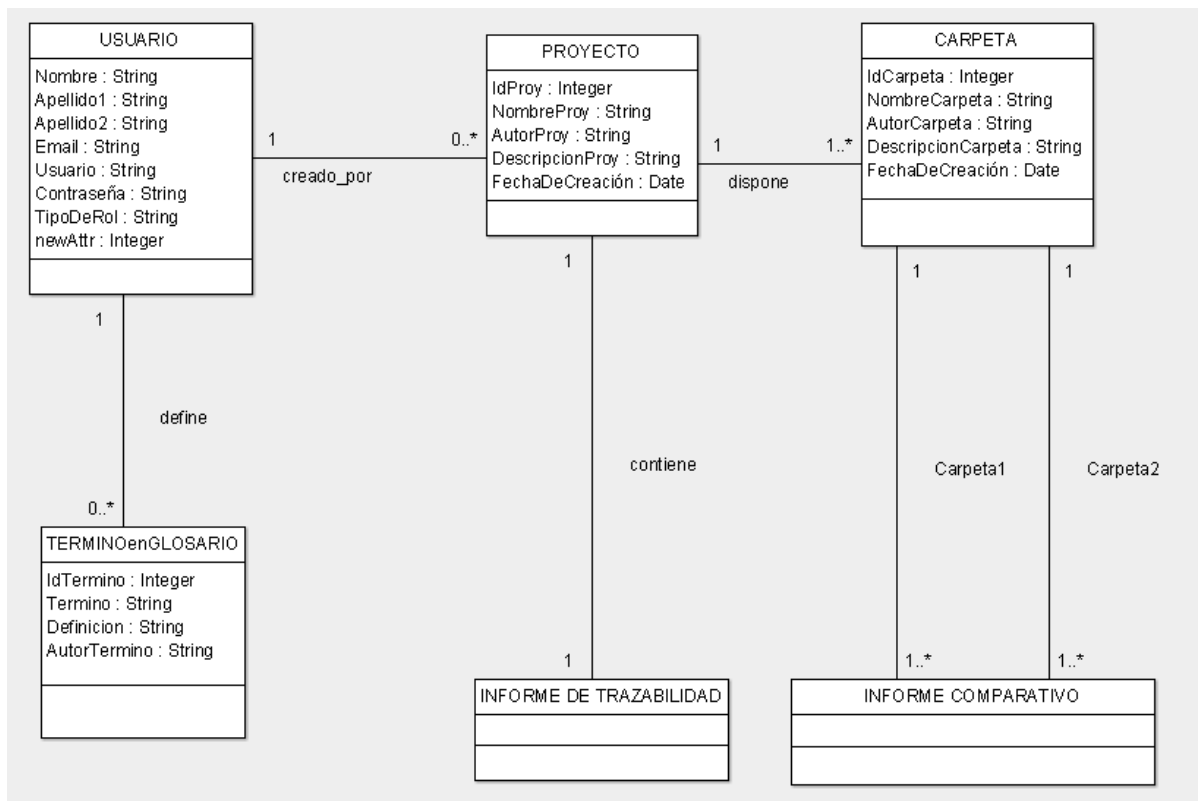 USUARIO
Nombre : String
Apellido1 : String
Apellido2 : String
Email : String
Usuario : String
Contraseña : String
TipoDeRol : String
newAttr : Integer
1
0..*
creado_por
PROYECTO
IdProy : Integer
NombreProy : String
AutorProy : String
DescripcionProy : String
FechaDeCreación : Date
1
1..*
dispone
CARPETA
IdCarpeta : Integer
NombreCarpeta : String
AutorCarpeta : String
DescripcionCarpeta : String
FechaDeCreación : Date
1
define
0..*
1
contiene
1
1
Carpeta1
1..*
1
Carpeta2
1..*
TERMINOenGLOSARIO
IdTermino : Integer
Termino : String
Definicion : String
AutorTermino : String
INFORME DE TRAZABILIDAD
INFORME COMPARATIVO